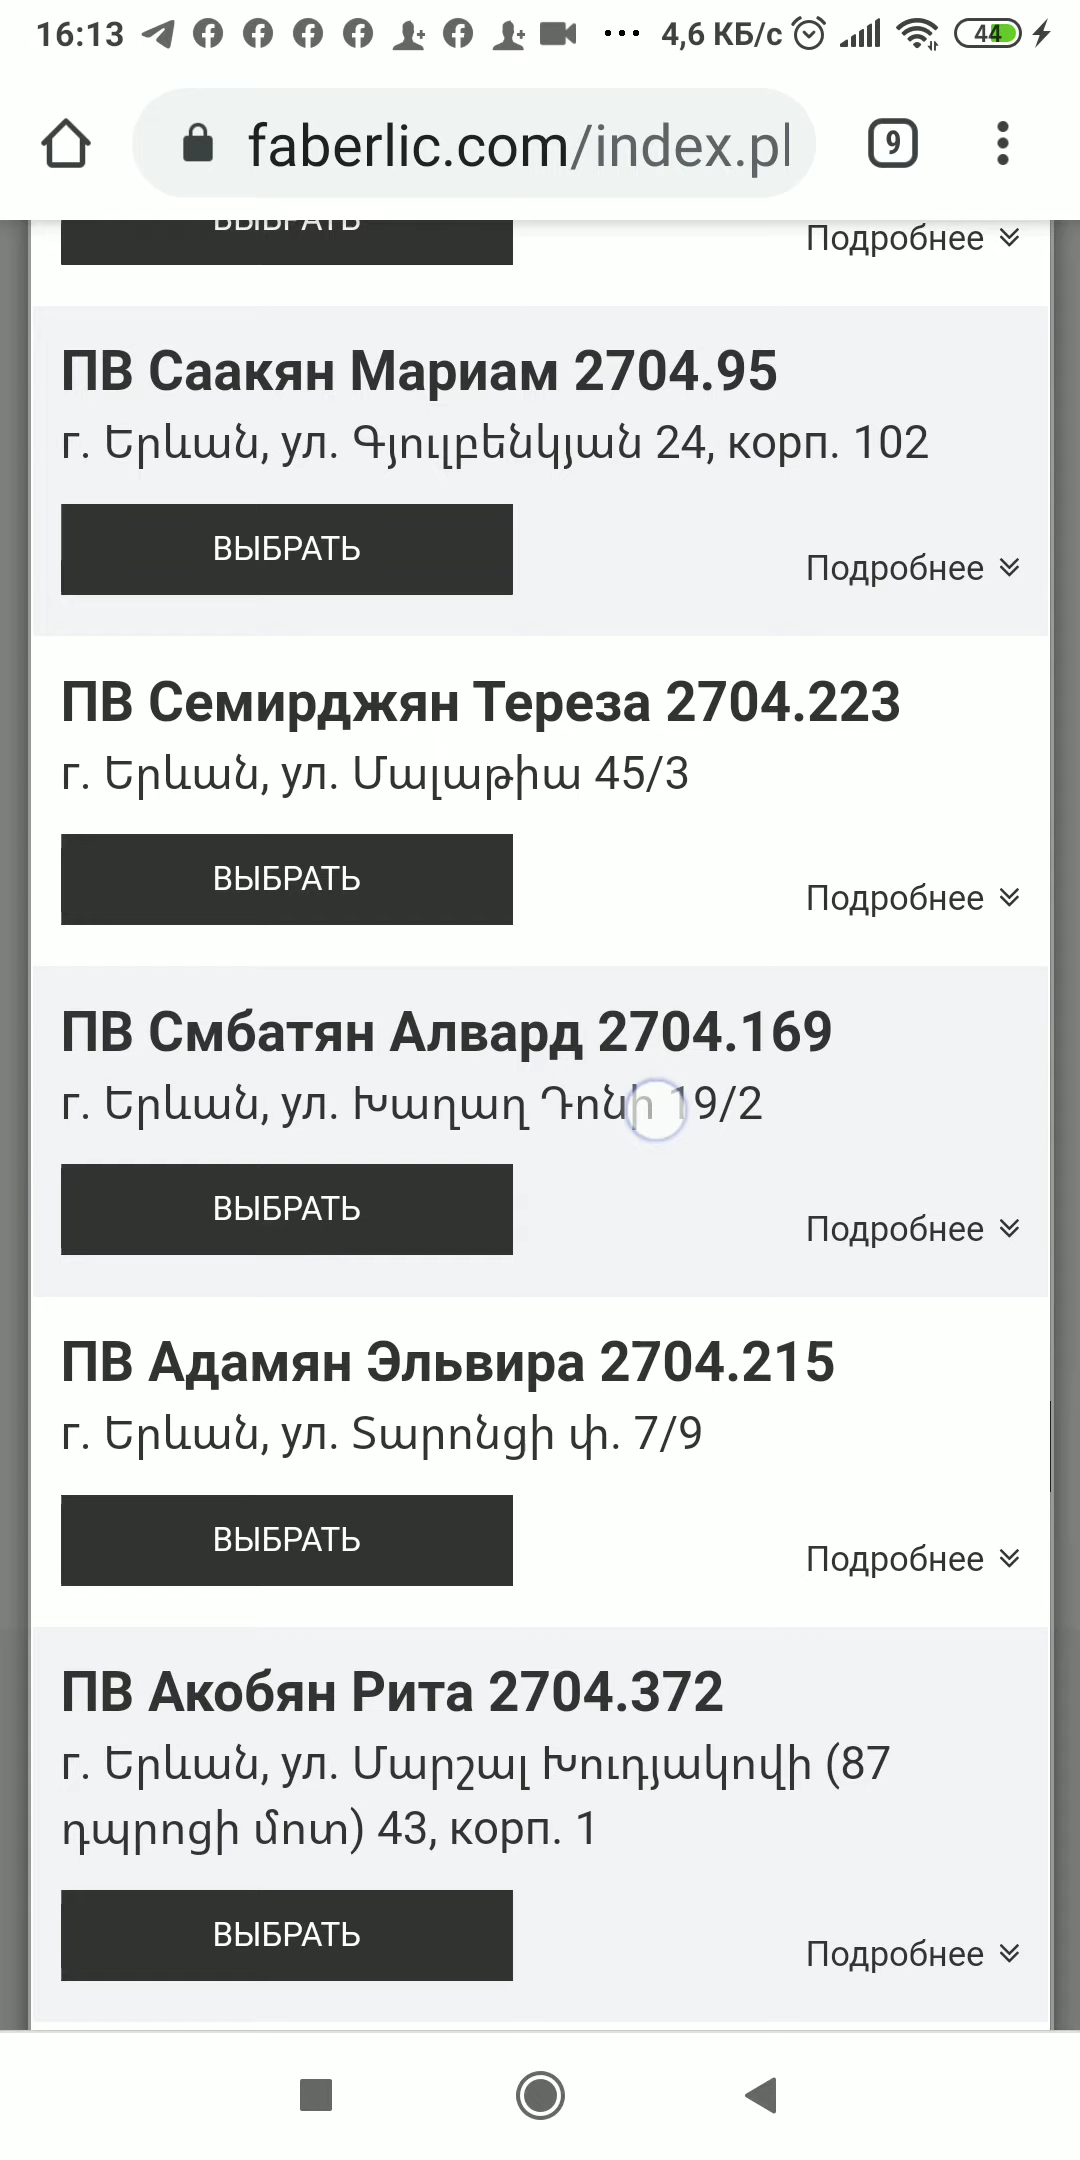 16:13 4,6 КБ/с 44
faberlic.com/index.pl 9
ВЫБРАТЬ
Подробнее
ПВ Саакян Мариам 2704.95
г. Երևան, ул. Գյուլբենկյան 24, корп. 102
ВЫБРАТЬ
Подробнее
ПВ Семирджян Тереза 2704.223
г. Երևան, ул. Մալաթիա 45/3
ВЫБРАТЬ
Подробнее
ПВ Смбатян Алвард 2704.169
г. Երևան, ул. Խաղաղ Դոնի 19/2
ВЫБРАТЬ
Подробнее
ПВ Адамян Эльвира 2704.215
г. Երևան, ул. Տարոնցի փ. 7/9
ВЫБРАТЬ
Подробнее
ПВ Акобян Рита 2704.372
г. Երևան, ул. Մարշալ Խուդյակովի (87
դպրոցի մոտ) 43, корп. 1
ВЫБРАТЬ
Подробнее